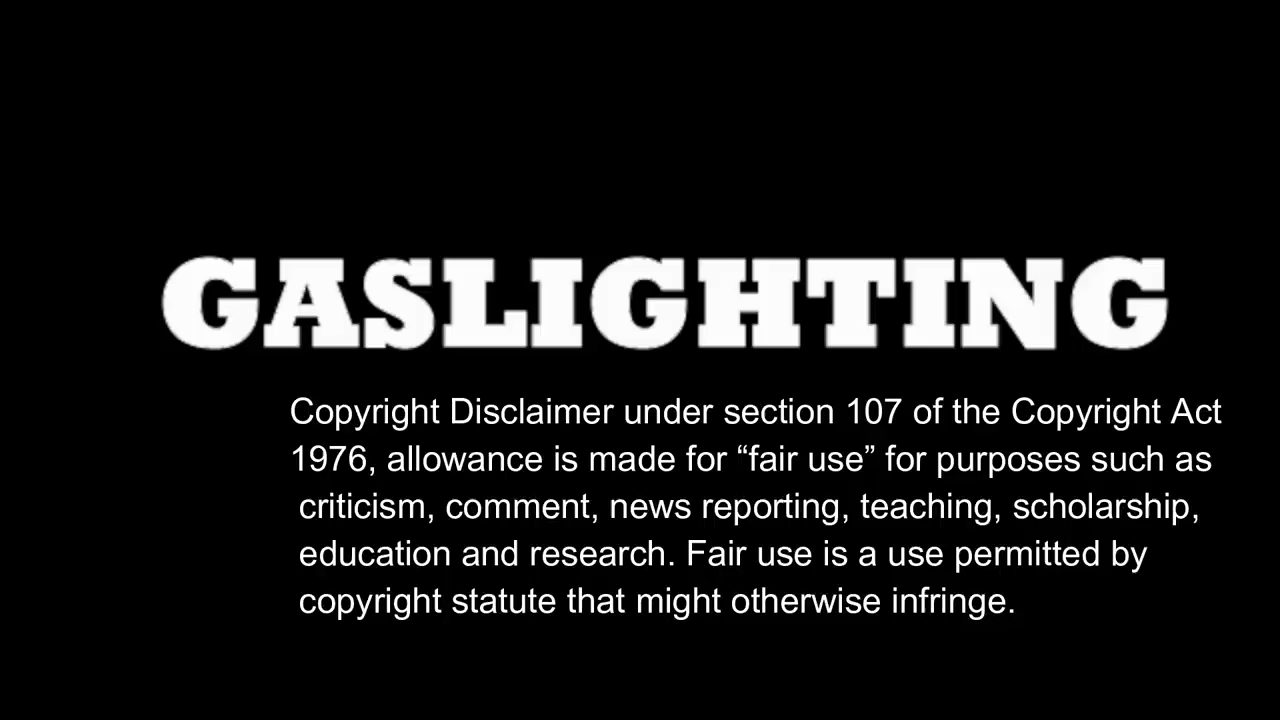 GASLIGHTING
Copyright Disclaimer under section 107 of the Copyright Act
1976, allowance is made for “fair use” for purposes such as
criticism, comment, news reporting, teaching, scholarship,
education and research. Fair use is a use permitted by
copyright statute that might otherwise infringe.